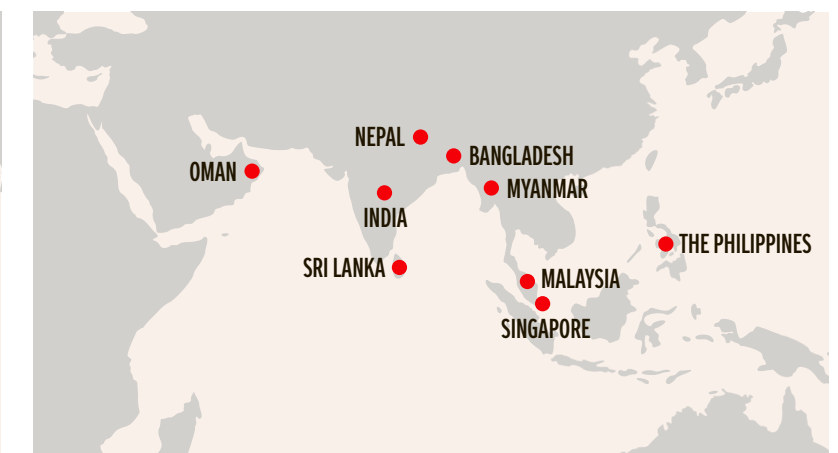 NEPAL
BANGLADESH
OMAN
MYANMAR
INDIA
THE PHILIPPINES
SRI LANKA
MALAYSIA
SINGAPORE